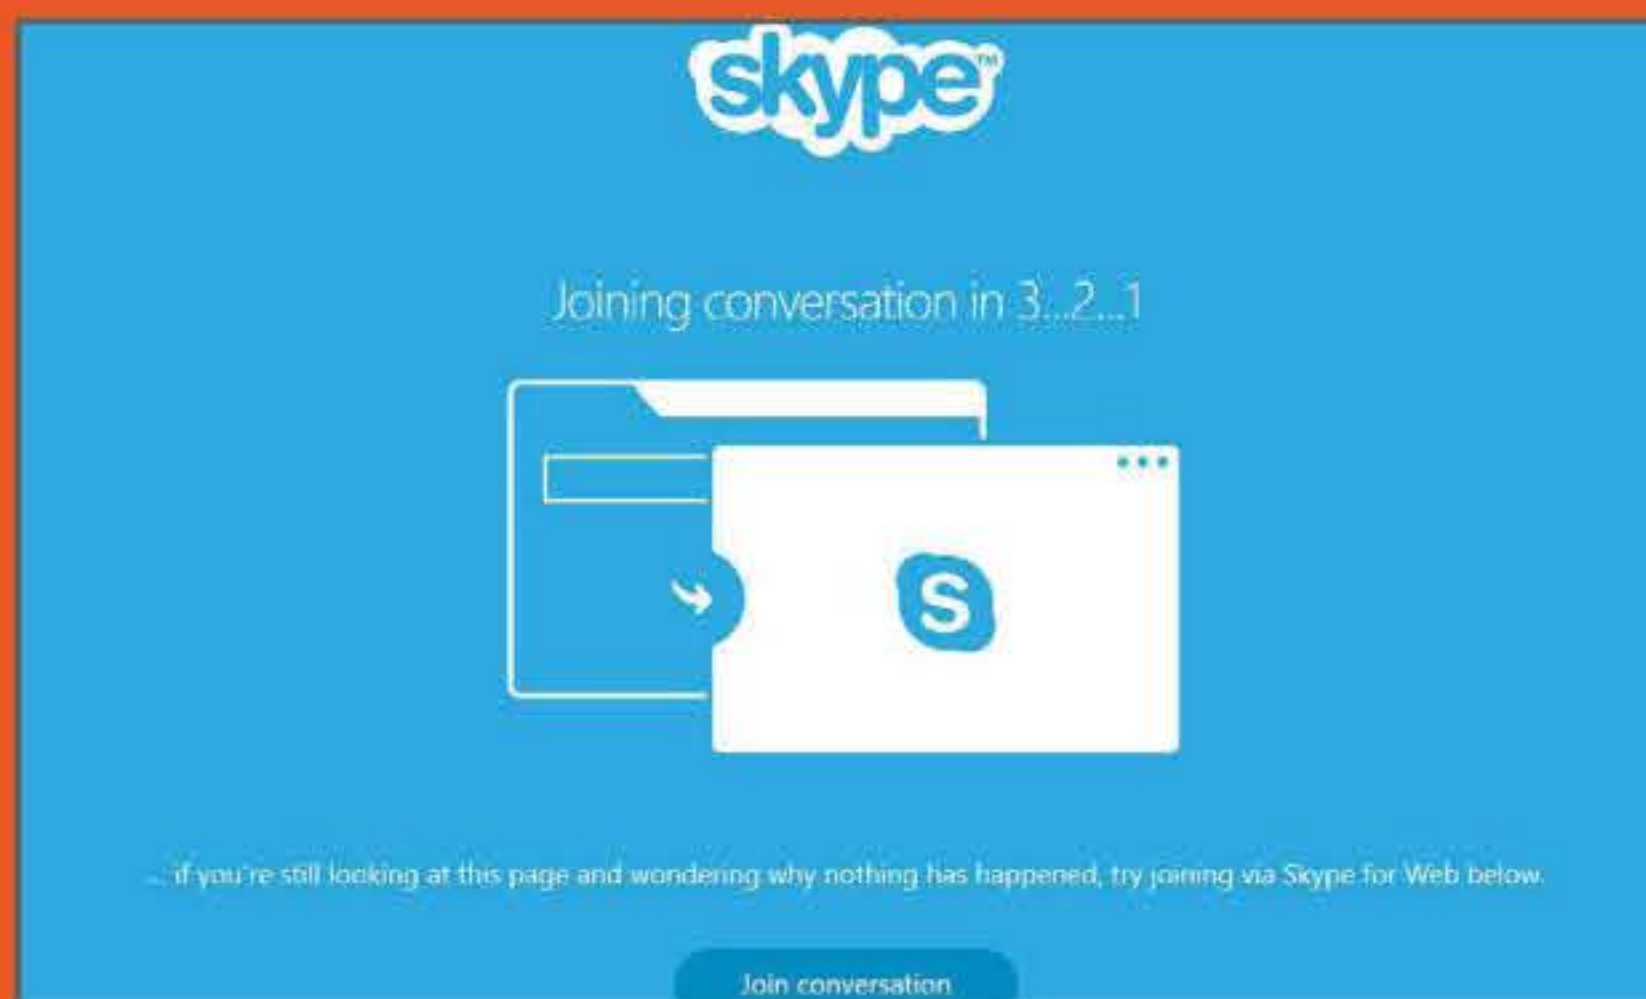 skype™
Joining conversation in 3...2...1
S
... if you're still looking at this page and wondering why nothing has happened, try joining via Skype for Web below.
Join conversation